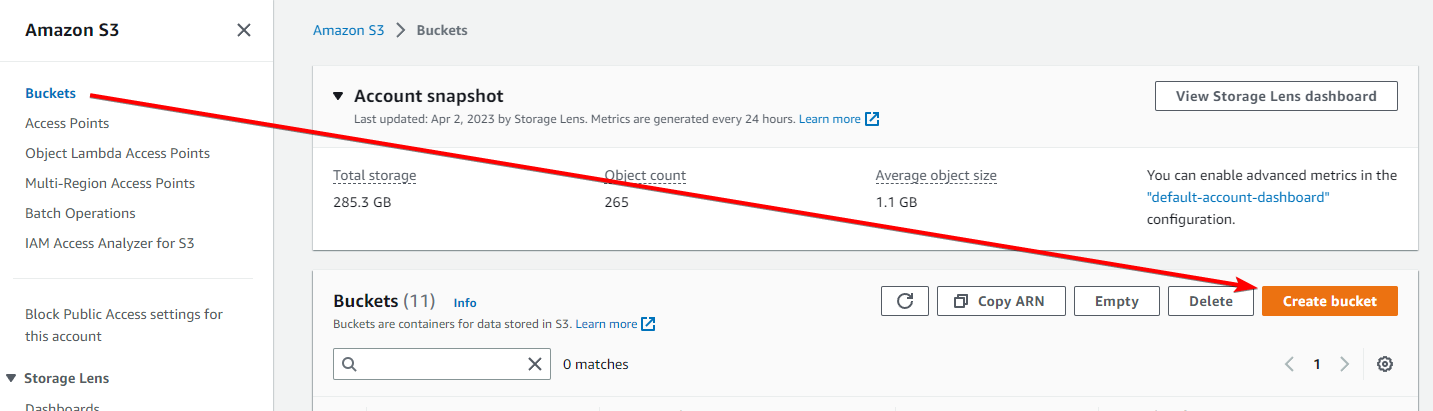 Amazon S3
Buckets
Access Points
Object Lambda Access Points
Multi-Region Access Points
Batch Operations
IAM Access Analyzer for S3
Block Public Access settings for
this account
Storage Lens
Dashboards
Amazon S3 > Buckets
Account snapshot
Last updated: Apr 2, 2023 by Storage Lens. Metrics are generated every 24 hours. Learn more
View Storage Lens dashboard
Total storage
285.3 GB
Object count
265
Average object size
1.1 GB
You can enable advanced metrics in the
"default-account-dashboard"
configuration.
Buckets (11) Info
Buckets are containers for data stored in S3. Learn more
Copy ARN
Empty
Delete
Create bucket
0 matches
1